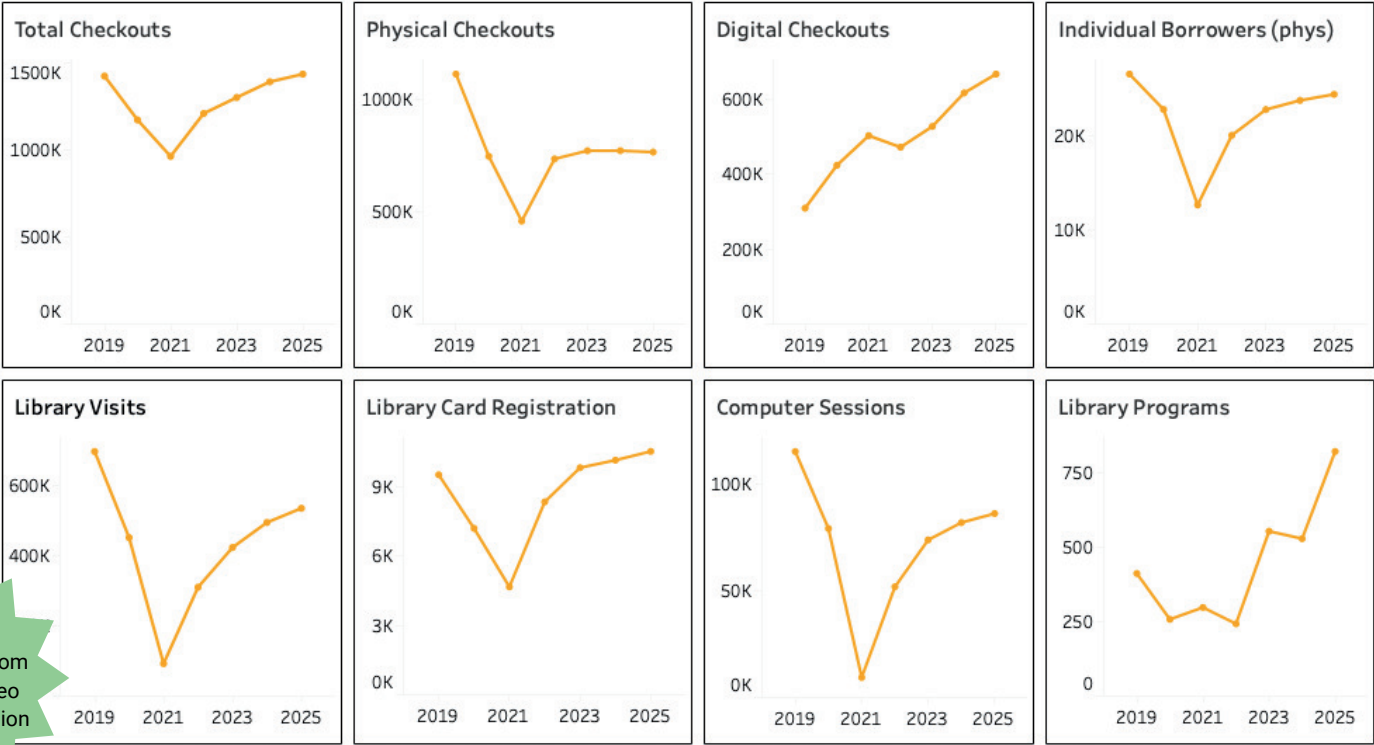 Total Checkouts
1500K
1000K
500K
0K
2019 2021 2023 2025
Physical Checkouts
1000K
500K
0K
2019 2021 2023 2025
Digital Checkouts
600K
400K
200K
0K
2019 2021 2023 2025
Individual Borrowers (phys)
20K
10K
0K
2019 2021 2023 2025
Library Visits
600K
400K
2019 2021 2023 2025
Library Card Registration
9K
6K
3K
0K
2019 2021 2023 2025
Computer Sessions
100K
50K
0K
2019 2021 2023 2025
Library Programs
750
500
250
0
2019 2021 2023 2025
om
eo
ion